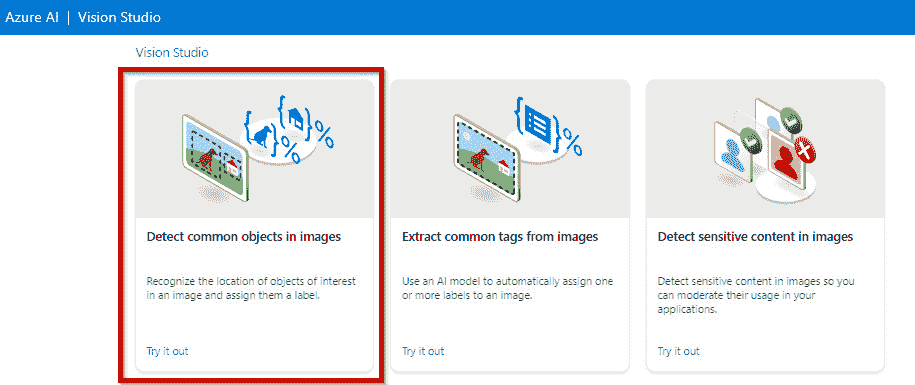 Azure AI | Vision Studio
Vision Studio
{ } %
{ } %
{ } %
Detect common objects in images
Recognize the location of objects of interest
in an image and assign them a label.
Try it out
Extract common tags from images
Use an AI model to automatically assign one
or more labels to an image.
Try it out
Detect sensitive content in images
Detect sensitive content in images so you
can moderate their usage in your
applications.
Try it out